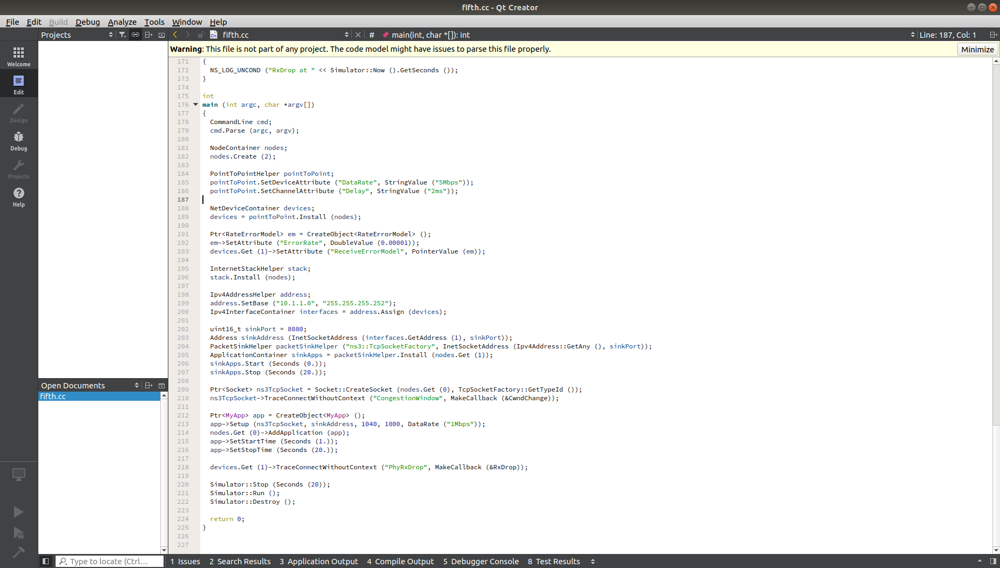 fifth.cc - Qt Creator
File Edit Build Debug Analyze Tools Window Help
Projects
fifth.cc
# main(int, char *[]): int
Line: 187, Col: 1
Warning: This file is not part of any project. The code model might have issues to parse this file properly.
Minimize
Welcome
Edit
Design
Debug
Projects
Help
171 {
172   NS_LOG_UNCOND ("RxDrop at " << Simulator::Now ().GetSeconds ());
173 }
174
175 int
176 main (int argc, char *argv[])
177 {
178   CommandLine cmd;
179   cmd.Parse (argc, argv);
180
181   NodeContainer nodes;
182   nodes.Create (2);
183
184   PointToPointHelper pointToPoint;
185   pointToPoint.SetDeviceAttribute ("DataRate", StringValue ("5Mbps"));
186   pointToPoint.SetChannelAttribute ("Delay", StringValue ("2ms"));
187
188   NetDeviceContainer devices;
189   devices = pointToPoint.Install (nodes);
190
191   Ptr<RateErrorModel> em = CreateObject<RateErrorModel> ();
192   em->SetAttribute ("ErrorRate", DoubleValue (0.00001));
193   devices.Get (1)->SetAttribute ("ReceiveErrorModel", PointerValue (em));
194
195   InternetStackHelper stack;
196   stack.Install (nodes);
197
198   Ipv4AddressHelper address;
199   address.SetBase ("10.1.1.0", "255.255.255.252");
200   Ipv4InterfaceContainer interfaces = address.Assign (devices);
201
202   uint16_t sinkPort = 8080;
203   Address sinkAddress (InetSocketAddress (interfaces.GetAddress (1), sinkPort));
204   PacketSinkHelper packetSinkHelper ("ns3::TcpSocketFactory", InetSocketAddress (Ipv4Address::GetAny (), sinkPort));
205   ApplicationContainer sinkApps = packetSinkHelper.Install (nodes.Get (1));
206   sinkApps.Start (Seconds (0.));
207   sinkApps.Stop (Seconds (20.));
208
209   Ptr<Socket> ns3TcpSocket = Socket::CreateSocket (nodes.Get (0), TcpSocketFactory::GetTypeId ());
210   ns3TcpSocket->TraceConnectWithoutContext ("CongestionWindow", MakeCallback (&CwndChange));
211
212   Ptr<MyApp> app = CreateObject<MyApp> ();
213   app->Setup (ns3TcpSocket, sinkAddress, 1040, 1000, DataRate ("1Mbps"));
214   nodes.Get (0)->AddApplication (app);
215   app->SetStartTime (Seconds (1.));
216   app->SetStopTime (Seconds (20.));
217
218   devices.Get (1)->TraceConnectWithoutContext ("PhyRxDrop", MakeCallback (&RxDrop));
219
220   Simulator::Stop (Seconds (20));
221   Simulator::Run ();
222   Simulator::Destroy ();
223
224   return 0;
225 }
226
227
Open Documents
fifth.cc
Type to locate (Ctrl...
1 Issues 2 Search Results 3 Application Output 4 Compile Output 5 Debugger Console 8 Test Results